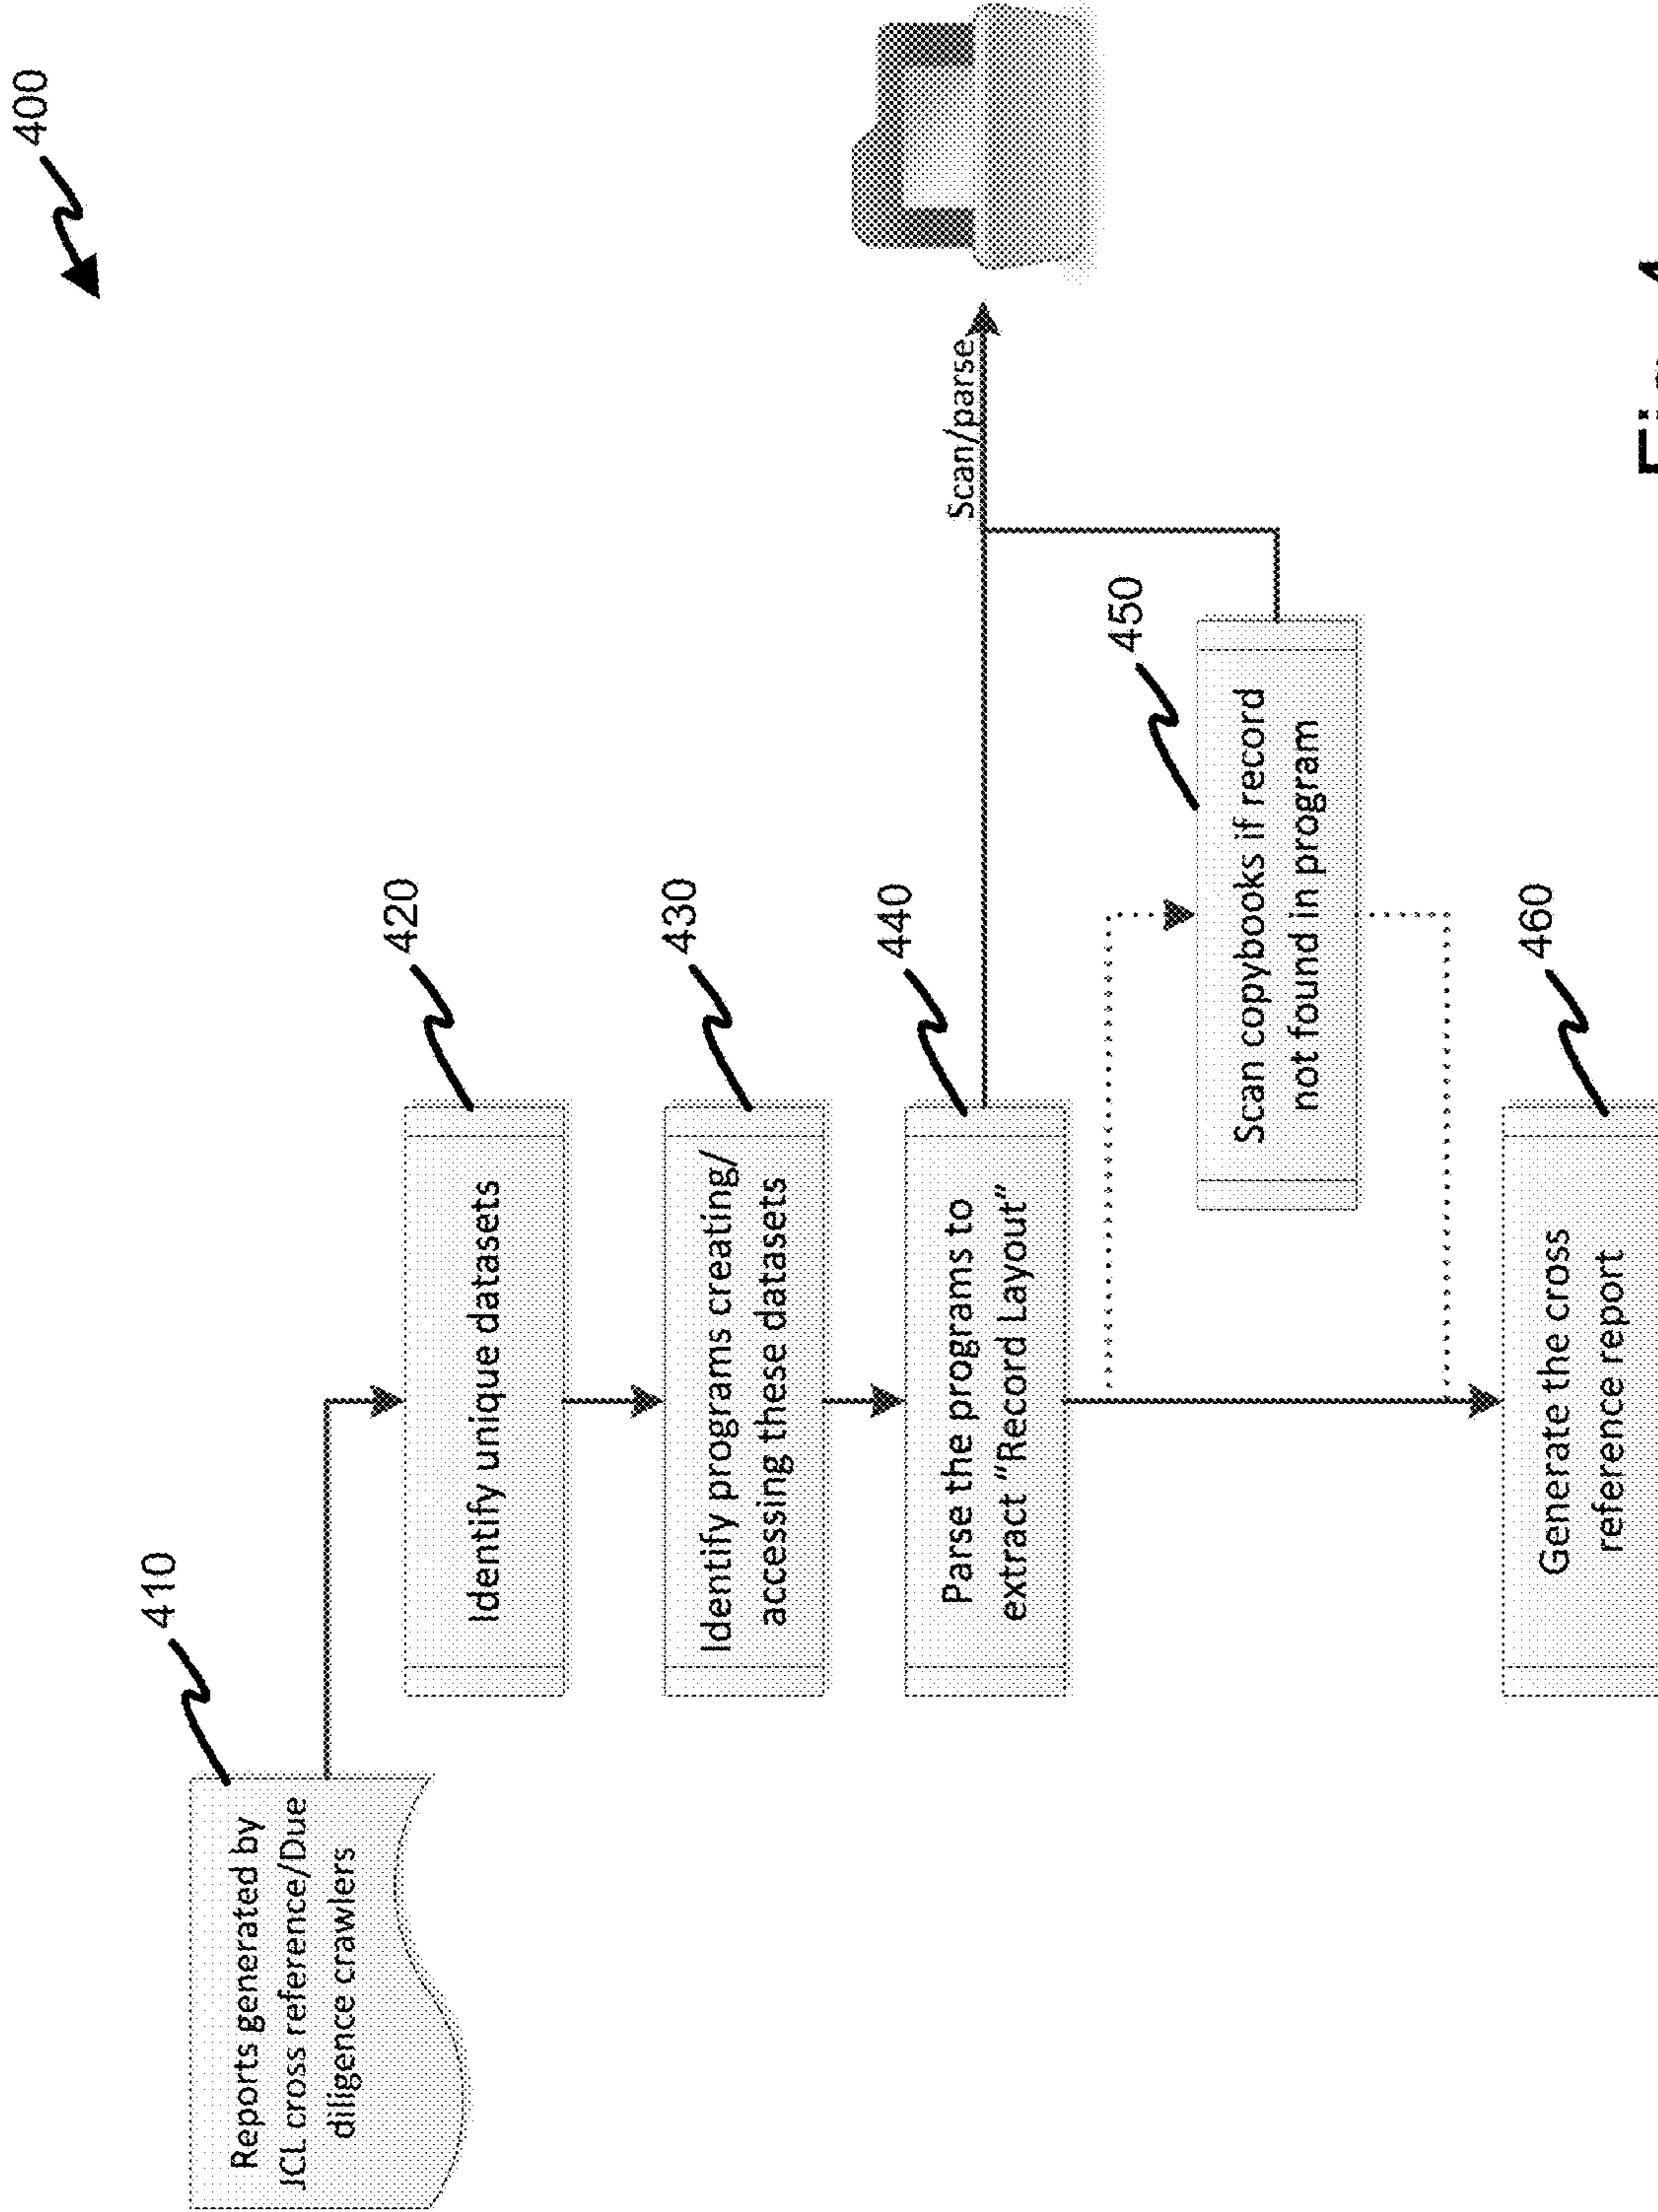 400
410
Reports generated by
JCL cross reference/Due
diligence crawlers
420
Identify unique datasets
430
Identify programs creating/
accessing these datasets
440
Parse the programs to
extract "Record Layout"
Scan/parse
450
Scan copybooks if record
not found in program
460
Generate the cross
reference report